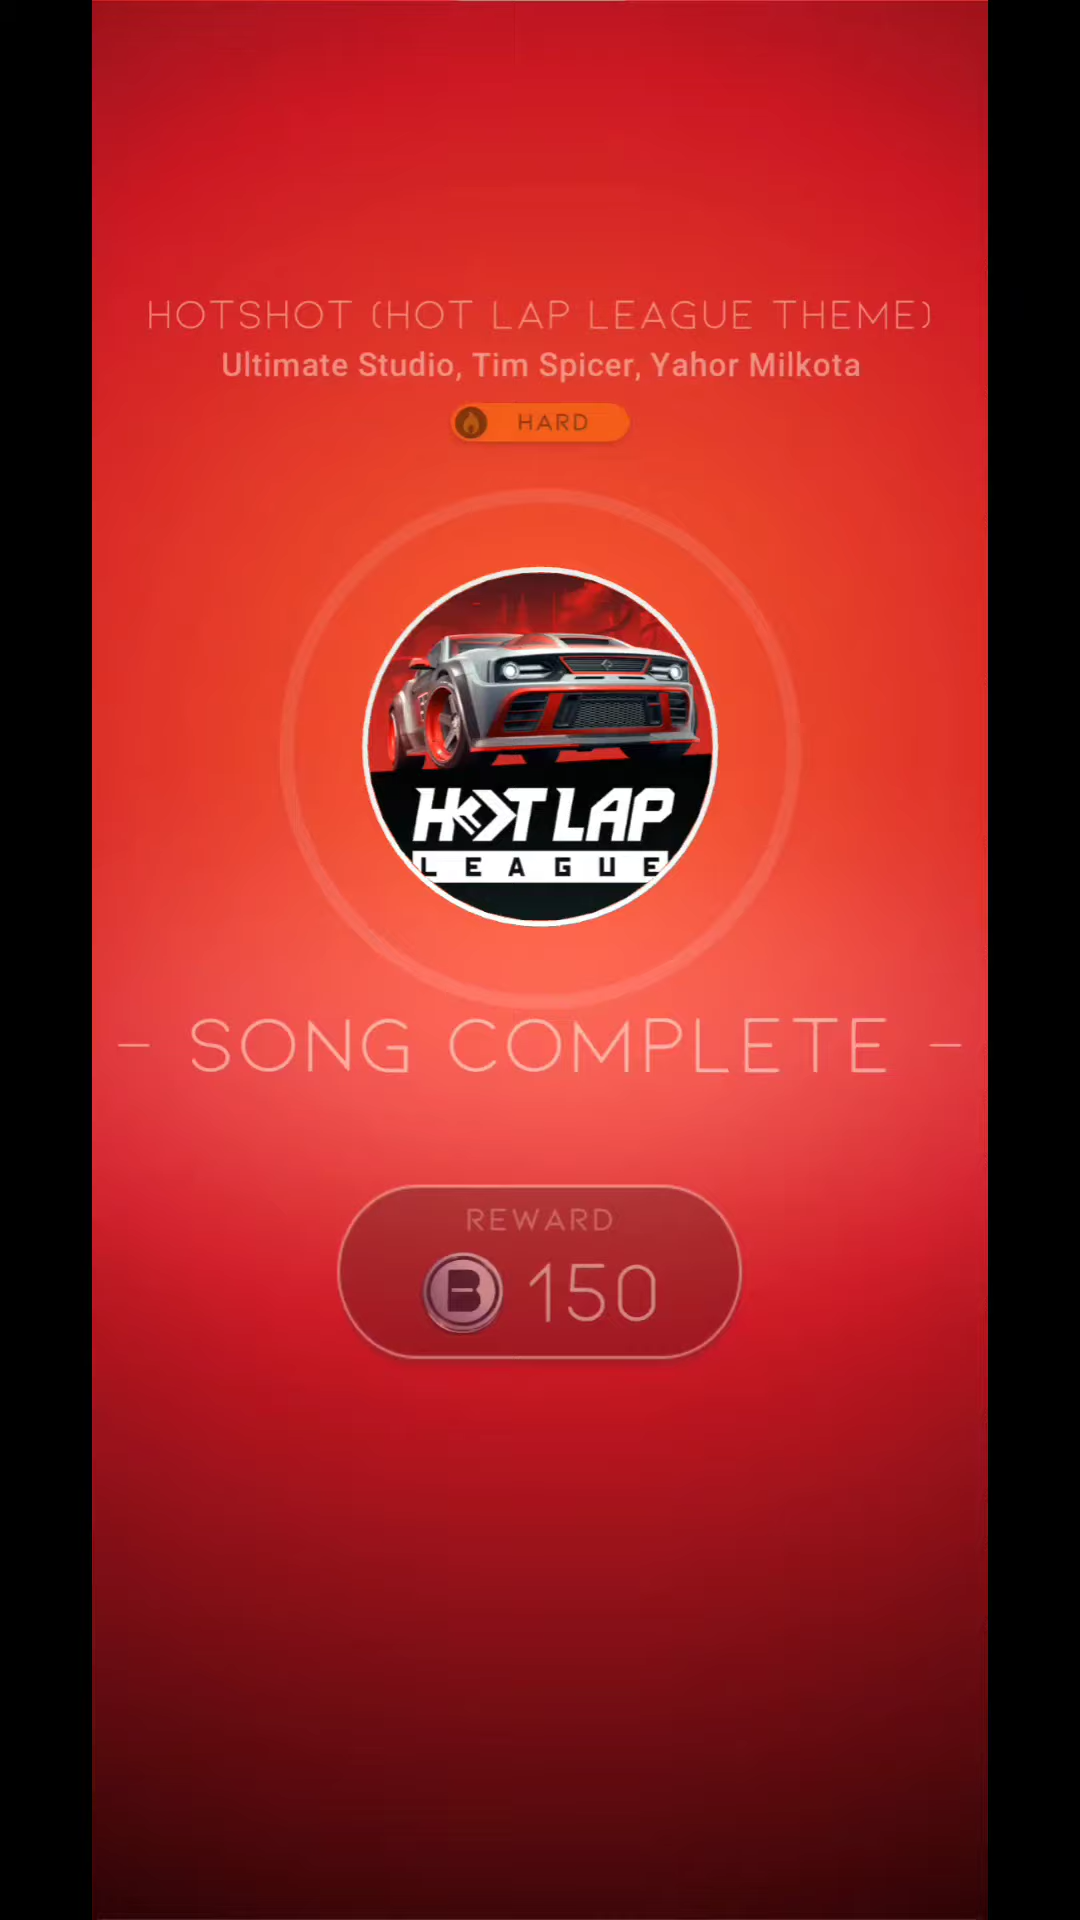 HOTSHOT (HOT LAP LEAGUE THEME)
Ultimate Studio, Tim Spicer, Yahor Milkota
HARD
HOT LAP
LEAGUE
- SONG COMPLETE -
REWARD
B 150